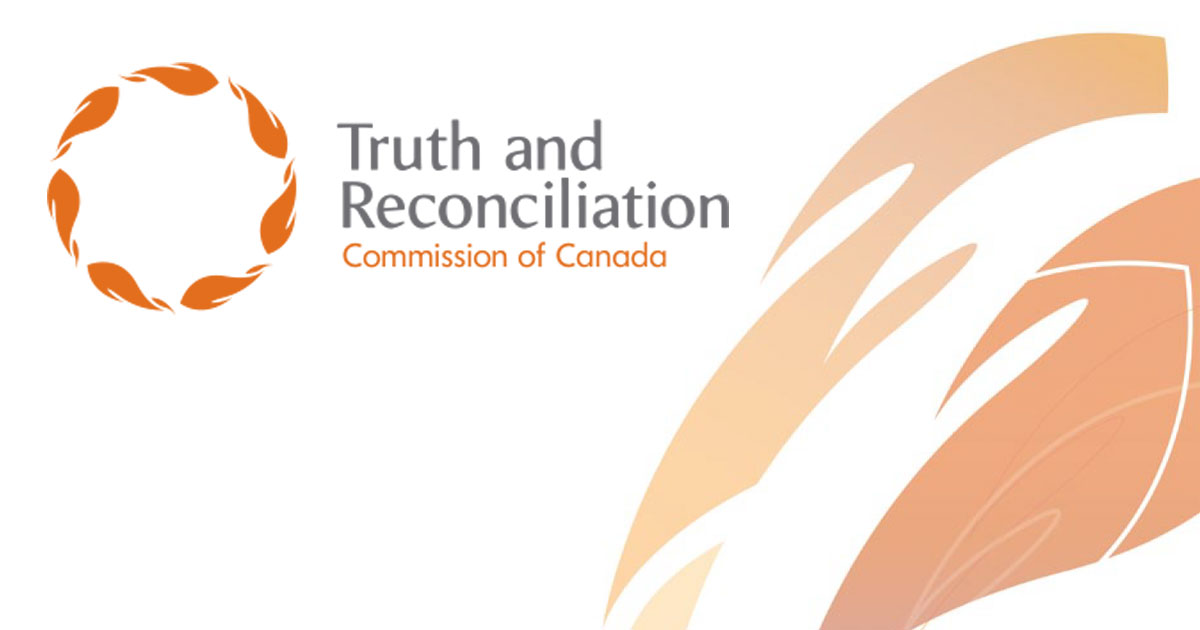 Truth and
Reconciliation
Commission of Canada